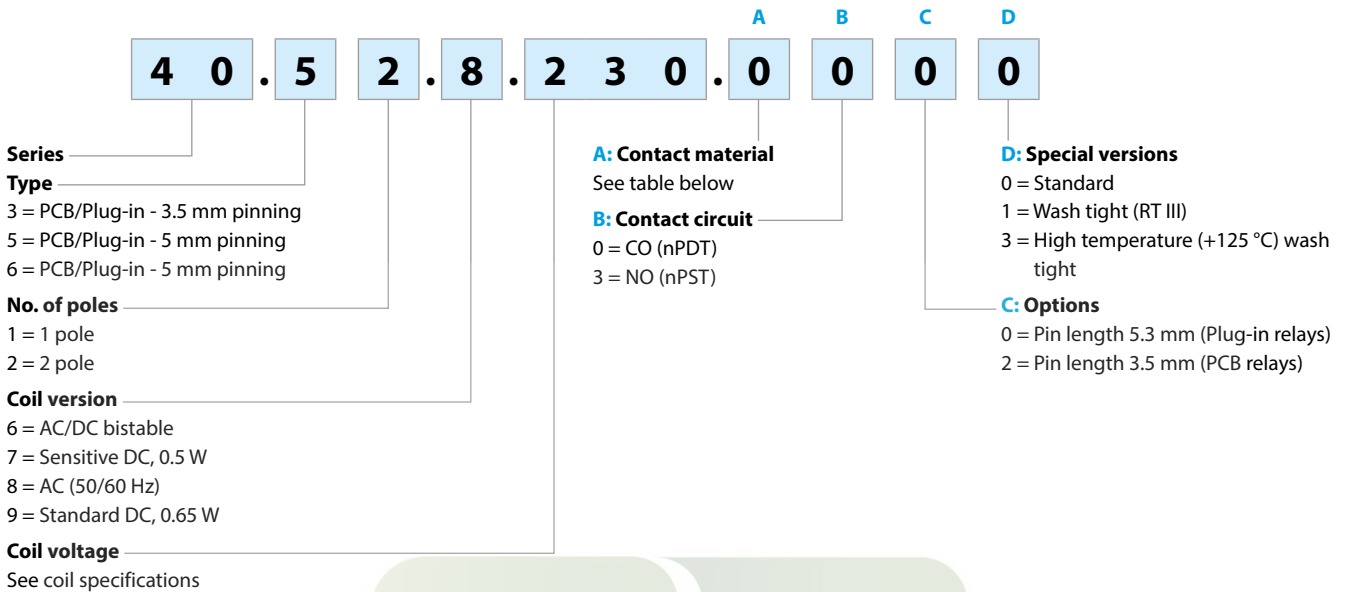 A B C D
4 0 . 5 2 . 8 . 2 3 0 . 0 0 0 0
Series
Type
3 = PCB/Plug-in - 3.5 mm pinning
5 = PCB/Plug-in - 5 mm pinning
6 = PCB/Plug-in - 5 mm pinning
No. of poles
1 = 1 pole
2 = 2 pole
Coil version
6 = AC/DC bistable
7 = Sensitive DC, 0.5 W
8 = AC (50/60 Hz)
9 = Standard DC, 0.65 W
Coil voltage
See coil specifications
A: Contact material
See table below
B: Contact circuit
0 = CO (nPDT)
3 = NO (nPST)
D: Special versions
0 = Standard
1 = Wash tight (RT III)
3 = High temperature (+125 °C) wash
tight
C: Options
0 = Pin length 5.3 mm (Plug-in relays)
2 = Pin length 3.5 mm (PCB relays)